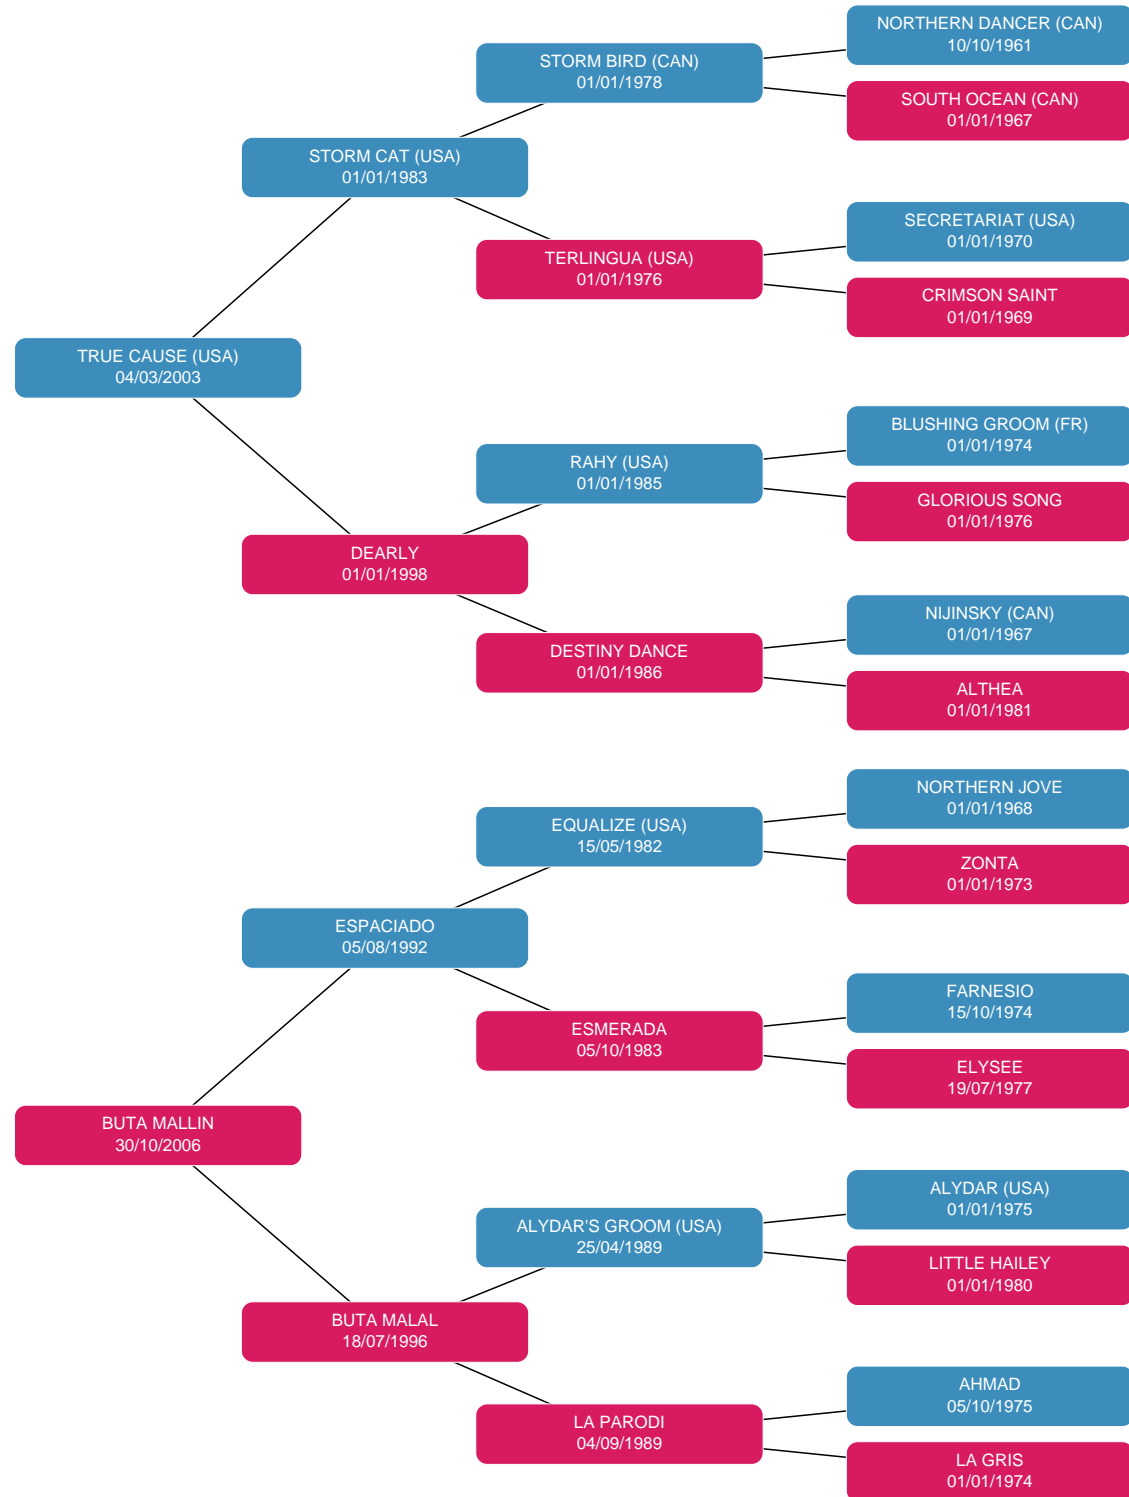 NORTHERN DANCER (CAN)
10/10/1961
STORM BIRD (CAN)
01/01/1978
SOUTH OCEAN (CAN)
01/01/1967
STORM CAT (USA)
01/01/1983
SECRETARIAT (USA)
01/01/1970
TERLINGUA (USA)
01/01/1976
CRIMSON SAINT
01/01/1969
TRUE CAUSE (USA)
04/03/2003
BLUSHING GROOM (FR)
01/01/1974
RAHY (USA)
01/01/1985
GLORIOUS SONG
01/01/1976
DEARLY
01/01/1998
NIJINSKY (CAN)
01/01/1967
DESTINY DANCE
01/01/1986
ALTHEA
01/01/1981
NORTHERN JOVE
01/01/1968
EQUALIZE (USA)
15/05/1982
ZONTA
01/01/1973
ESPACIADO
05/08/1992
FARNESIO
15/10/1974
ESMERADA
05/10/1983
ELYSEE
19/07/1977
BUTA MALLIN
30/10/2006
ALYDAR (USA)
01/01/1975
ALYDAR'S GROOM (USA)
25/04/1989
LITTLE HAILEY
01/01/1980
BUTA MALAL
18/07/1996
AHMAD
05/10/1975
LA PARODI
04/09/1989
LA GRIS
01/01/1974